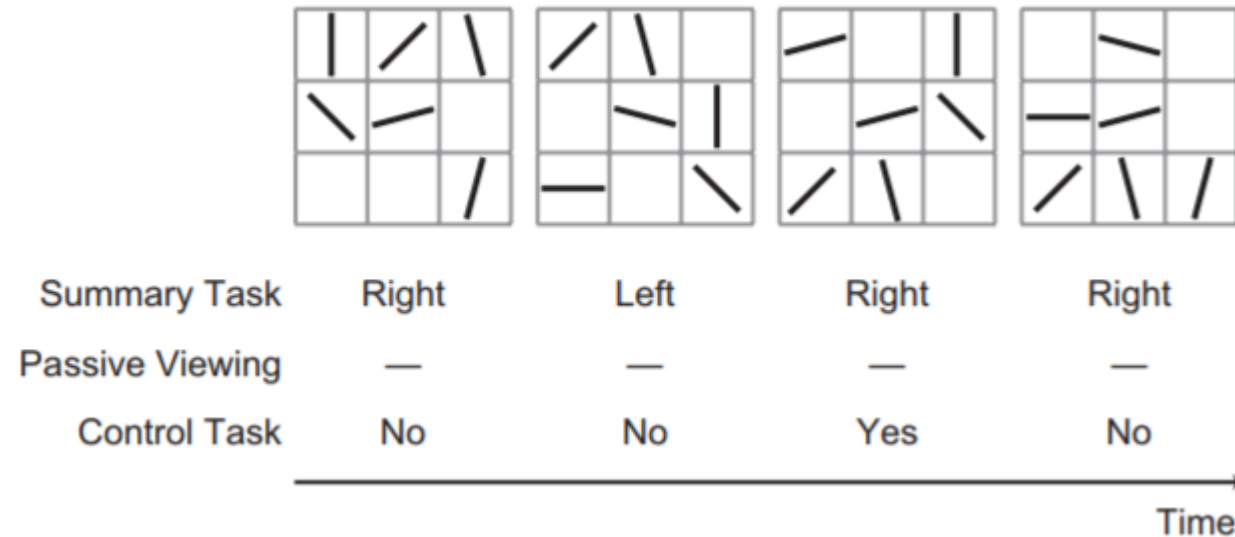 Summary Task Right Left Right Right
Passive Viewing — — — —
Control Task No No Yes No
Time